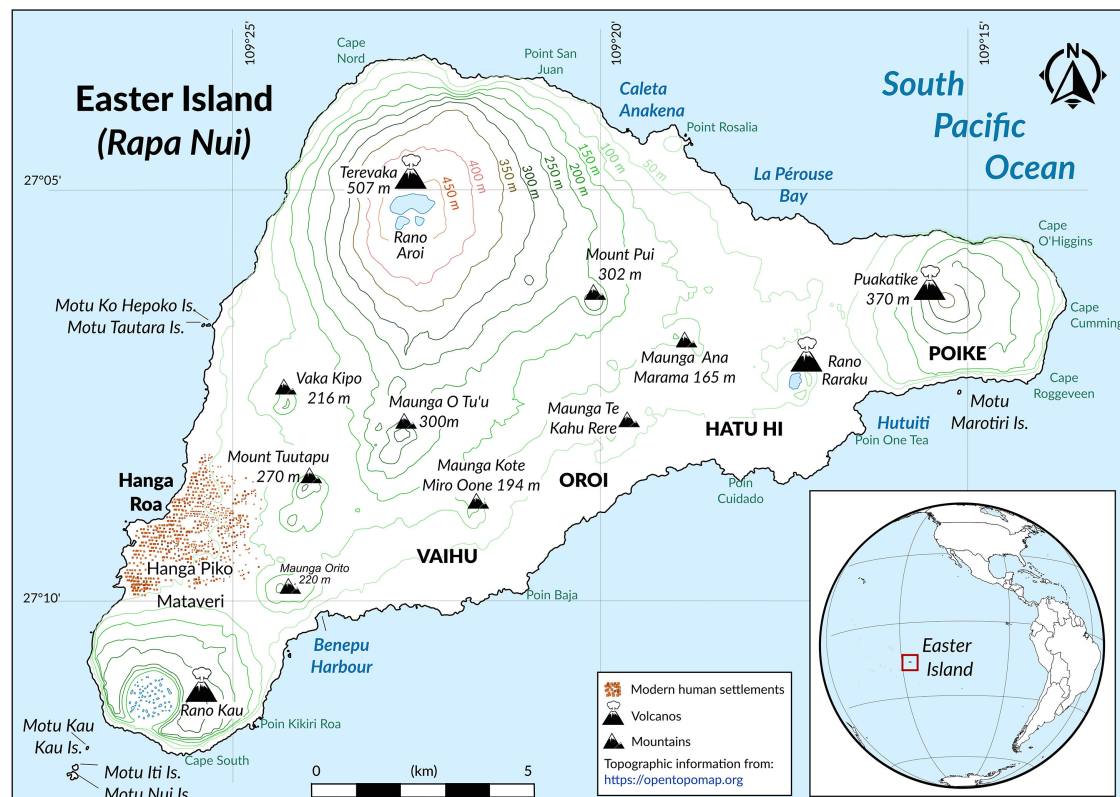 109°25'
109°20'
109°15'
Cape
Nord
Point San
Juan
N
Easter Island
(Rapa Nui)
Caleta
Anakena
South
Pacific
Ocean
Point Rosalia
150 m
100 m
50 m
200 m
250 m
300 m
350 m
400 m
450 m
Terevaka
507 m
27°05'
La Pérouse
Bay
Rano
Aroi
Cape
O'Higgins
Mount Pui
302 m
Puakatike
370 m
Motu Ko Hepoko Is.
Motu Tautara Is.
Cape
Cumming
POIKE
Maunga Ana
Marama 165 m
Rano
Raraku
Vaka Kipo
216 m
Cape
Roggeveen
Maunga O Tu'u
300m
Maunga Te
Kahu Rere
Motu
Marotiri Is.
HATU HI
Hutuiti
Poin One Tea
Mount Tuutapu
270 m
Maunga Kote
Miro Oone 194 m
Hanga
Roa
OROI
Poin
Cuidado
VAIHU
Hanga Piko
Maunga Orito
220 m
Mataveri
27°10'
Poin Baja
Benepu
Harbour
Easter
Island
Rano Kau
Poin Kikiri Roa
Motu Kau
Kau Is.
Cape South
Motu Iti Is.
Motu Nui Is.
0 (km) 5
Modern human settlements
Volcanos
Mountains
Topographic information from:
https://opentopomap.org